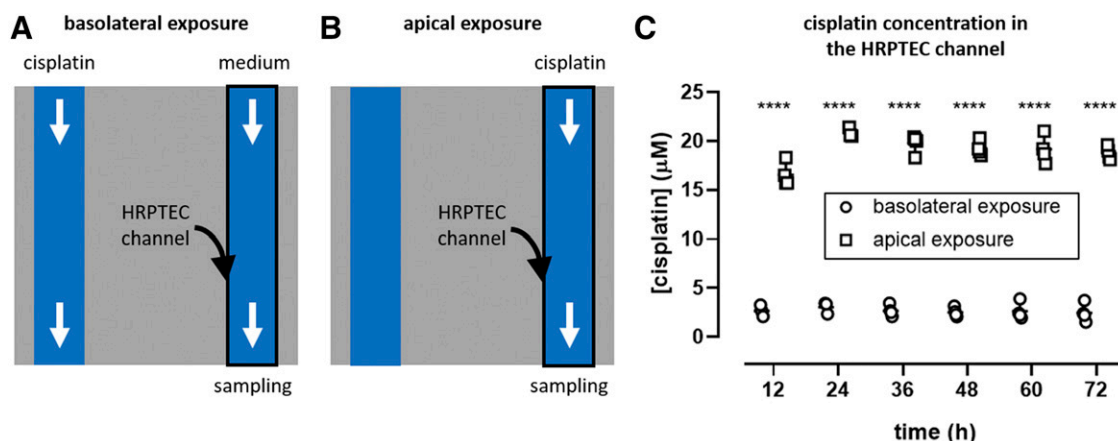 A
basolateral exposure
cisplatin
medium
HRPTEC
channel
sampling
B
apical exposure
cisplatin
HRPTEC
channel
sampling
C
cisplatin concentration in
the HRPTEC channel
[cisplatin] (μM)
25
20
15
10
5
0
**** **** **** **** **** ****
basolateral exposure
apical exposure
12 24 36 48 60 72
time (h)